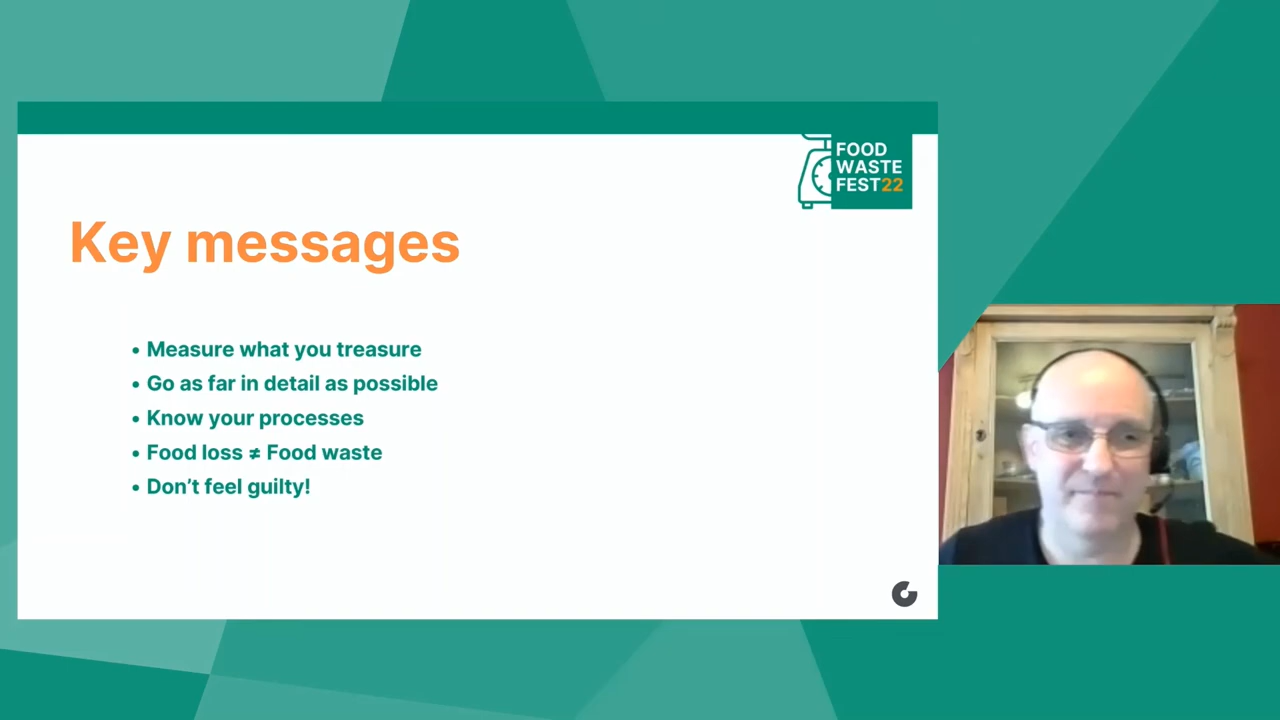 FOOD
WASTE
FEST22
Key messages
• Measure what you treasure
• Go as far in detail as possible
• Know your processes
• Food loss ≠ Food waste
• Don’t feel guilty!